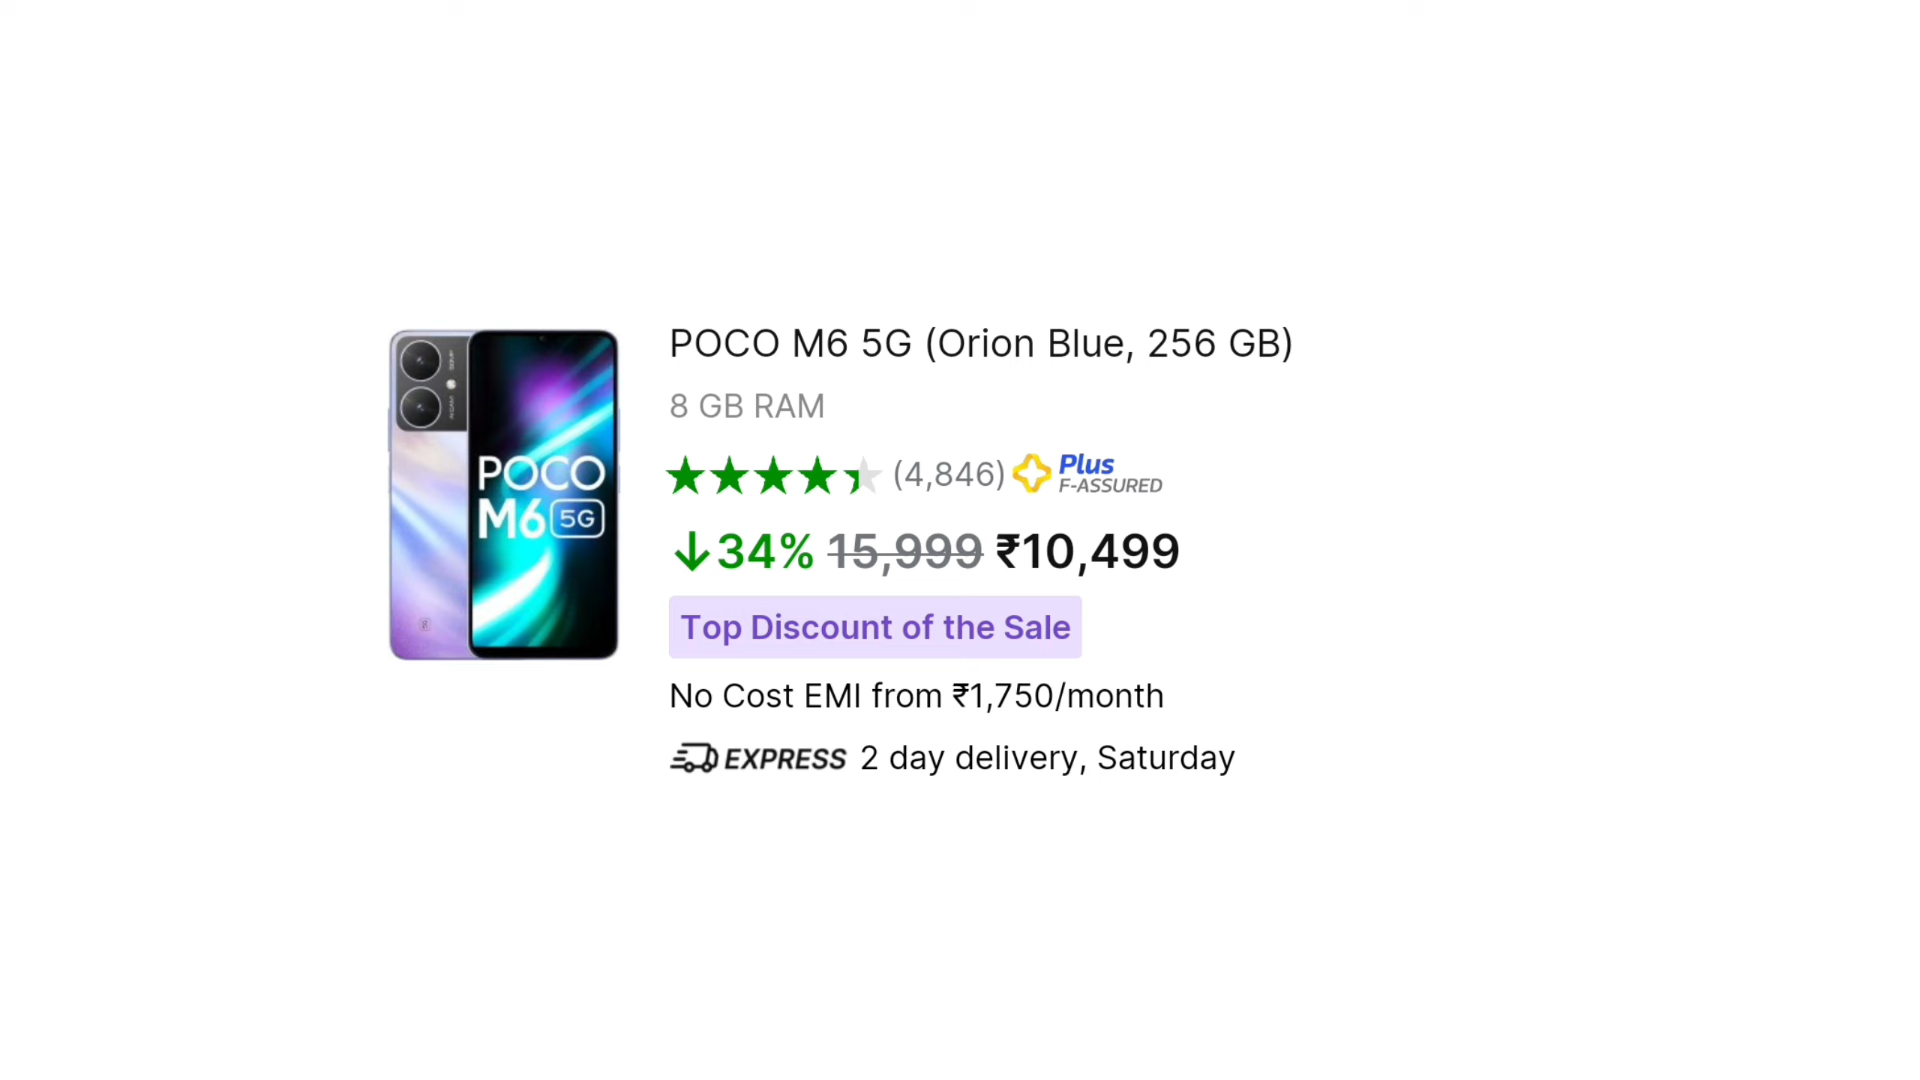 POCO M6 5G (Orion Blue, 256 GB)
8 GB RAM
(4,846) Plus F-ASSURED
↓34% 15,999 ₹10,499
Top Discount of the Sale
No Cost EMI from ₹1,750/month
EXPRESS 2 day delivery, Saturday
POCO
M6 5G